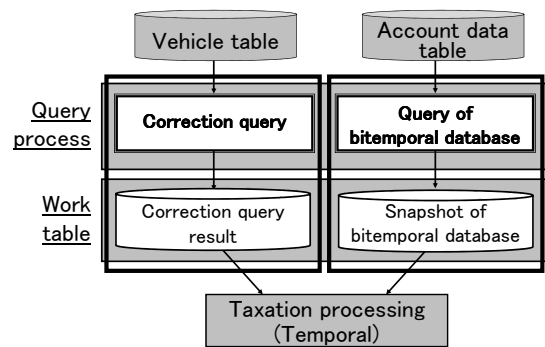 Vehicle table
Account data
table
Query
process
Correction query
Query of
bitemporal database
Work
table
Correction query
result
Snapshot of
bitemporal database
Taxation processing
(Temporal)